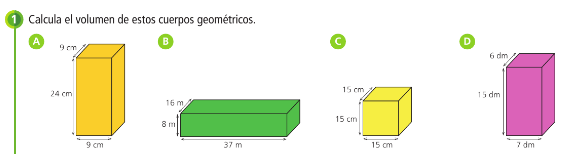 1 Calcula el volumen de estos cuerpos geométricos.
A B C D
9 cm
24 cm
9 cm
16 m
8 m
37 m
15 cm
15 cm
15 cm
6 dm
15 dm
7 dm